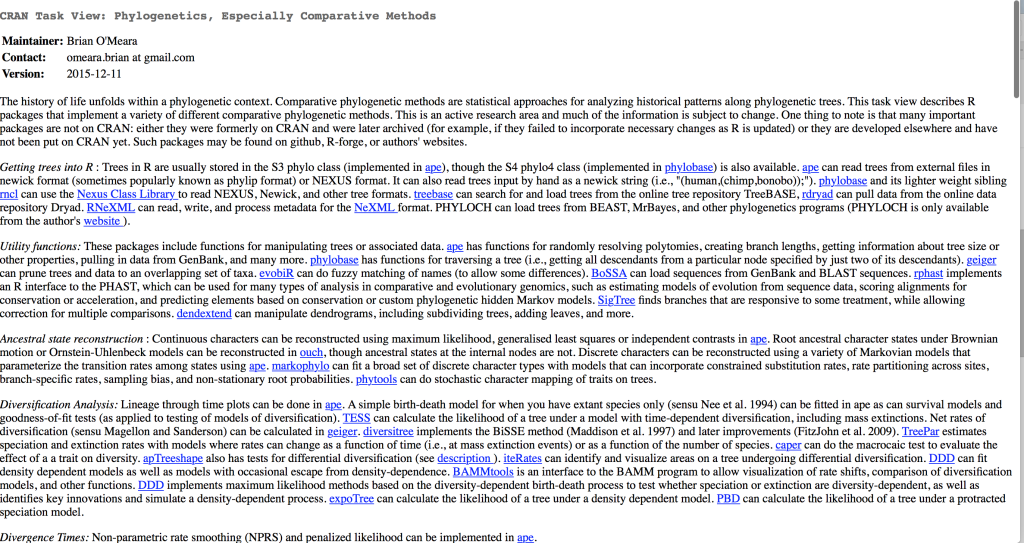 CRAN Task View: Phylogenetics, Especially Comparative Methods
Maintainer: Brian O'Meara
Contact: omeara.brian at gmail.com
Version: 2015-12-11
The history of life unfolds within a phylogenetic context. Comparative phylogenetic methods are statistical approaches for analyzing historical patterns along phylogenetic trees. This task view describes R
packages that implement a variety of different comparative phylogenetic methods. This is an active research area and much of the information is subject to change. One thing to note is that many important
packages are not on CRAN: either they were formerly on CRAN and were later archived (for example, if they failed to incorporate necessary changes as R is updated) or they are developed elsewhere and have
not been put on CRAN yet. Such packages may be found on github, R-forge, or authors' websites.
Getting trees into R : Trees in R are usually stored in the S3 phylo class (implemented in ape), though the S4 phylo4 class (implemented in phylobase) is also available. ape can read trees from external files in
newick format (sometimes popularly known as phylip format) or NEXUS format. It can also read trees input by hand as a newick string (i.e., "(human,(chimp,bonobo));"). phylobase and its lighter weight sibling
rncl can use the Nexus Class Library to read NEXUS, Newick, and other tree formats. treebase can search for and load trees from the online tree repository TreeBASE, rdryad can pull data from the online data
repository Dryad. RNeXML can read, write, and process metadata for the NeXML format. PHYLOCH can load trees from BEAST, MrBayes, and other phylogenetics programs (PHYLOCH is only available
from the author's website ).
Utility functions: These packages include functions for manipulating trees or associated data. ape has functions for randomly resolving polytomies, creating branch lengths, getting information about tree size or
other properties, pulling in data from GenBank, and many more. phylobase has functions for traversing a tree (i.e., getting all descendants from a particular node specified by just two of its descendants). geiger
can prune trees and data to an overlapping set of taxa. evobiR can do fuzzy matching of names (to allow some differences). BoSSA can load sequences from GenBank and BLAST sequences. rphast implements
an R interface to the PHAST, which can be used for many types of analysis in comparative and evolutionary genomics, such as estimating models of evolution from sequence data, scoring alignments for
conservation or acceleration, and predicting elements based on conservation or custom phylogenetic hidden Markov models. SigTree finds branches that are responsive to some treatment, while allowing
correction for multiple comparisons. dendextend can manipulate dendrograms, including subdividing trees, adding leaves, and more.
Ancestral state reconstruction : Continuous characters can be reconstructed using maximum likelihood, generalised least squares or independent contrasts in ape. Root ancestral character states under Brownian
motion or Ornstein-Uhlenbeck models can be reconstructed in ouch, though ancestral states at the internal nodes are not. Discrete characters can be reconstructed using a variety of Markovian models that
parameterize the transition rates among states using ape. markophylo can fit a broad set of discrete character types with models that can incorporate constrained substitution rates, rate partitioning across sites,
branch-specific rates, sampling bias, and non-stationary root probabilities. phytools can do stochastic character mapping of traits on trees.
Diversification Analysis: Lineage through time plots can be done in ape. A simple birth-death model for when you have extant species only (sensu Nee et al. 1994) can be fitted in ape as can survival models and
goodness-of-fit tests (as applied to testing of models of diversification). TESS can calculate the likelihood of a tree under a model with time-dependent diversification, including mass extinctions. Net rates of
diversification (sensu Magellon and Sanderson) can be calculated in geiger. diversitree implements the BiSSE method (Maddison et al. 1997) and later improvements (FitzJohn et al. 2009). TreePar estimates
speciation and extinction rates with models where rates can change as a function of time (i.e., at mass extinction events) or as a function of the number of species. caper can do the macrocaic test to evaluate the
effect of a a trait on diversity. apTreeshape also has tests for differential diversification (see description ). iteRates can identify and visualize areas on a tree undergoing differential diversification. DDD can fit
density dependent models as well as models with occasional escape from density-dependence. BAMMtools is an interface to the BAMM program to allow visualization of rate shifts, comparison of diversification
models, and other functions. DDD implements maximum likelihood methods based on the diversity-dependent birth-death process to test whether speciation or extinction are diversity-dependent, as well as
identifies key innovations and simulate a density-dependent process. expoTree can calculate the likelihood of a tree under a density dependent model. PBD can calculate the likelihood of a tree under a protracted
speciation model.
Divergence Times: Non-parametric rate smoothing (NPRS) and penalized likelihood can be implemented in ape.